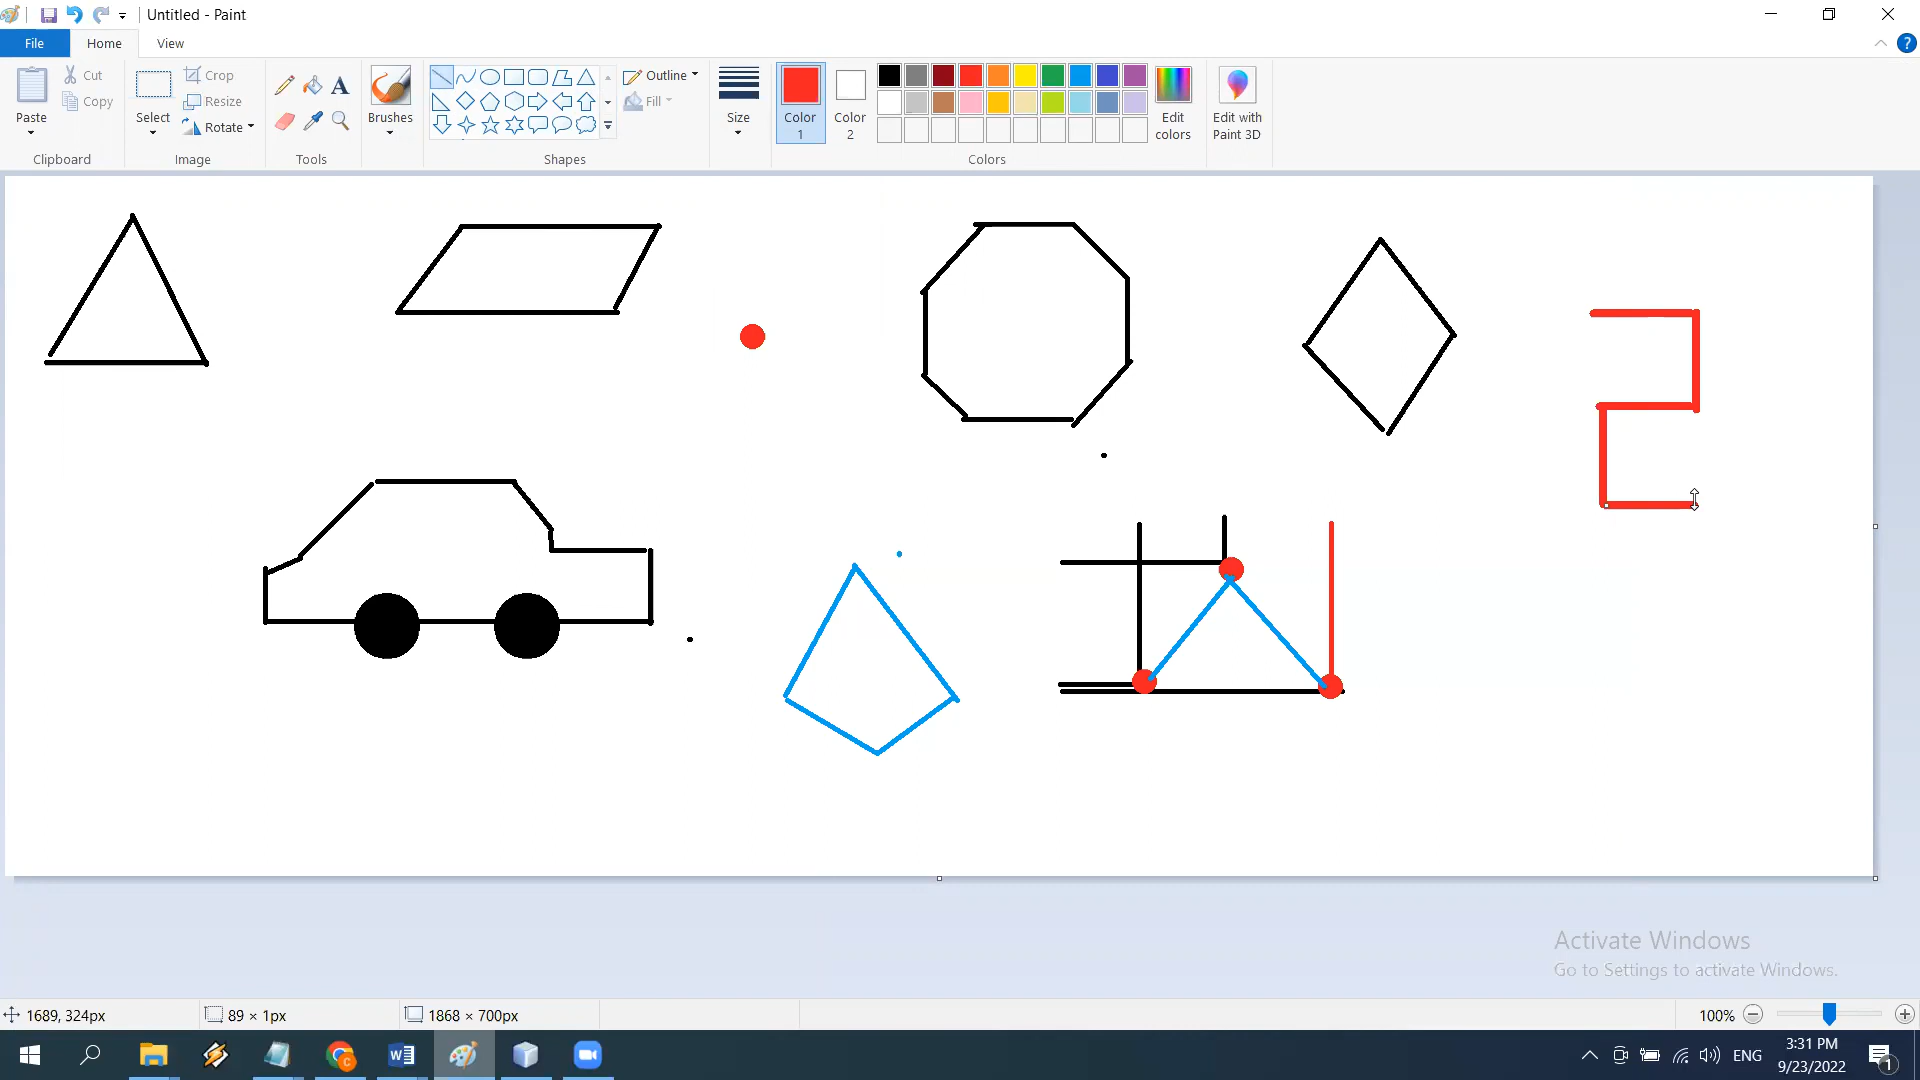 Untitled - Paint
File Home View
Paste Cut Copy Clipboard
Select Crop Resize Rotate Image
A Tools
Brushes
Outline Fill Shapes
Size
Color 1 Color 2 Edit colors Edit with Paint 3D Colors
?
2
Activate Windows
Go to Settings to activate Windows.
1689, 324px 89 × 1px 1868 × 700px 100%
C W ENG 3:31 PM 9/23/2022 1